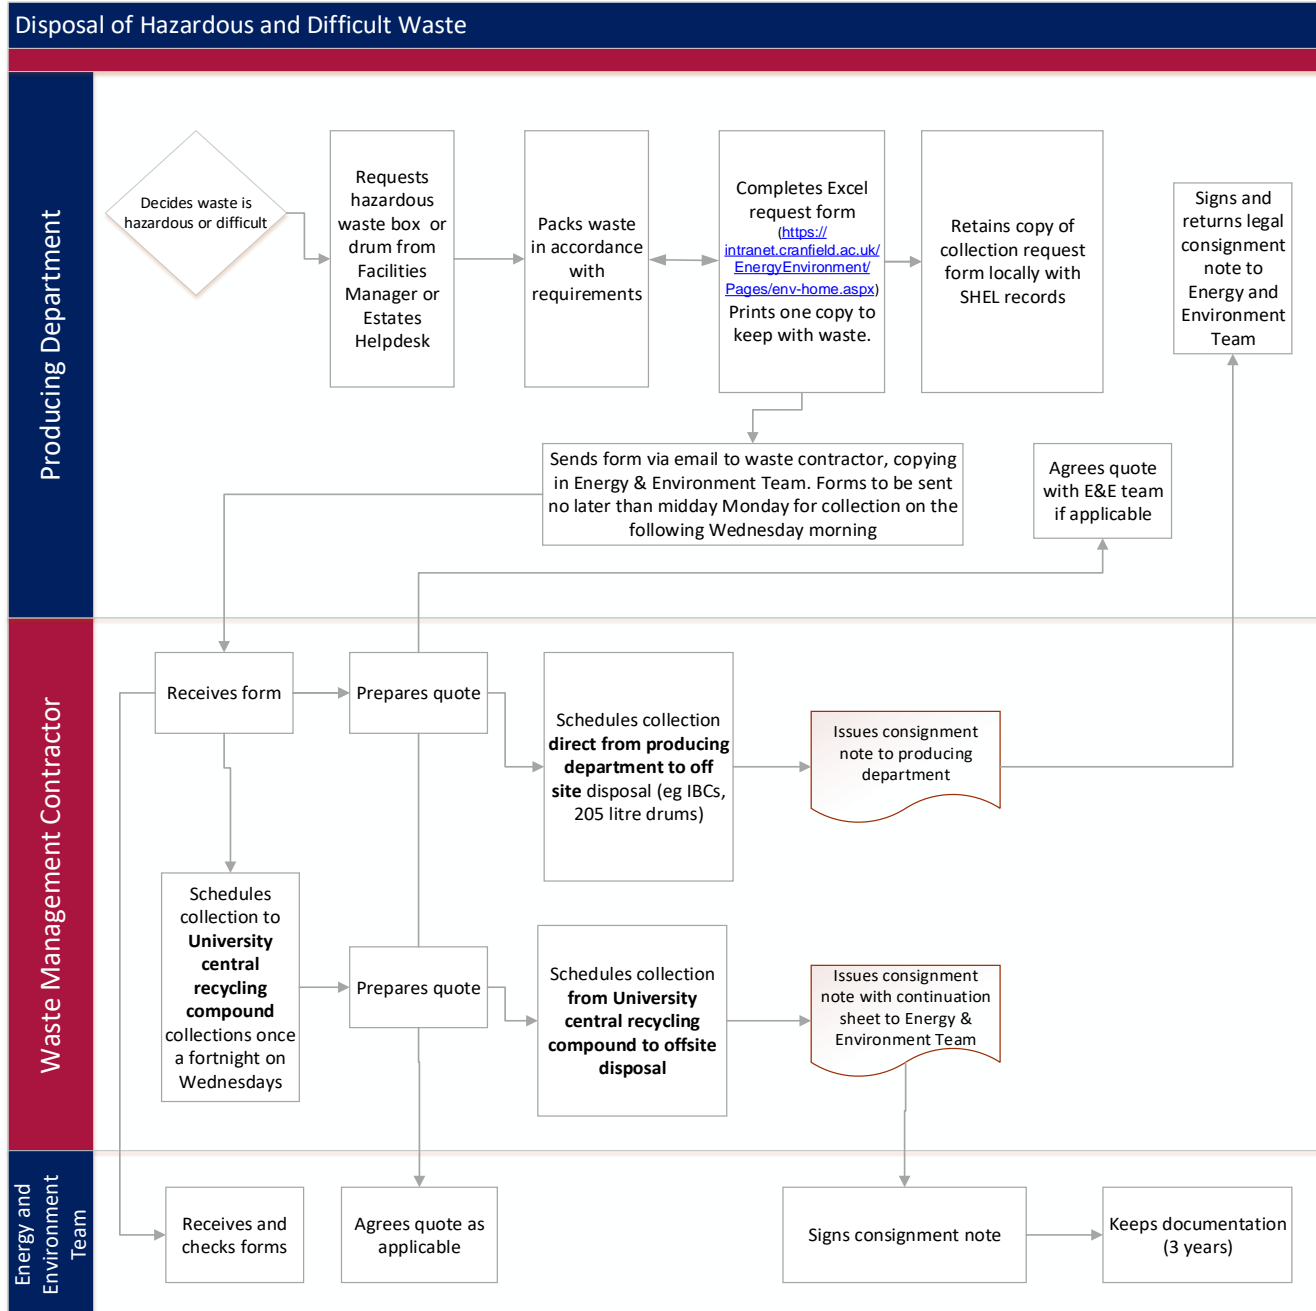 Disposal of Hazardous and Difficult Waste
Producing Department
Decides waste is
hazardous or difficult
Requests
hazardous
waste box  or
drum from
Facilities
Manager or
Estates
Helpdesk
Packs waste
in accordance
with
requirements
Completes Excel
request form
(https://
intranet.cranfield.ac.uk/
EnergyEnvironment/
Pages/env-home.aspx)
Prints one copy to
keep with waste.
Retains copy of
collection request
form locally with
SHEL records
Signs and
returns legal
consignment
note to
Energy and
Environment
Team
Sends form via email to waste contractor, copying
in Energy & Environment Team. Forms to be sent
no later than midday Monday for collection on the
following Wednesday morning
Agrees quote
with E&E team
if applicable
Waste Management Contractor
Receives form
Prepares quote
Schedules collection
direct from producing
department to off
site disposal (eg IBCs,
205 litre drums)
Issues consignment
note to producing
department
Schedules
collection to
University
central
recycling
compound
collections once
a fortnight on
Wednesdays
Prepares quote
Schedules collection
from University
central recycling
compound to offsite
disposal
Issues consignment
note with continuation
sheet to Energy &
Environment Team
Energy and
Environment
Team
Receives and
checks forms
Agrees quote as
applicable
Signs consignment note
Keeps documentation
(3 years)